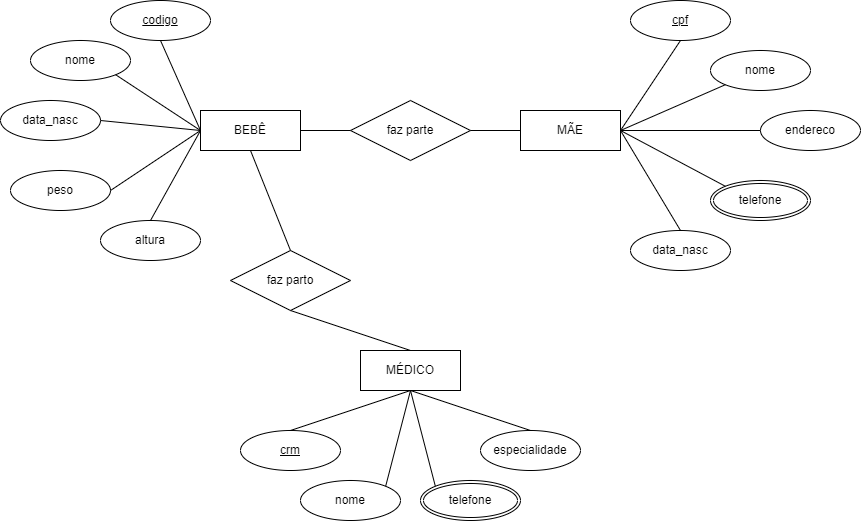 codigo
cpf
nome
nome
data_nasc
BEBÊ
faz parte
MÃE
endereco
peso
telefone
altura
data_nasc
faz parto
MÉDICO
crm
especialidade
nome
telefone